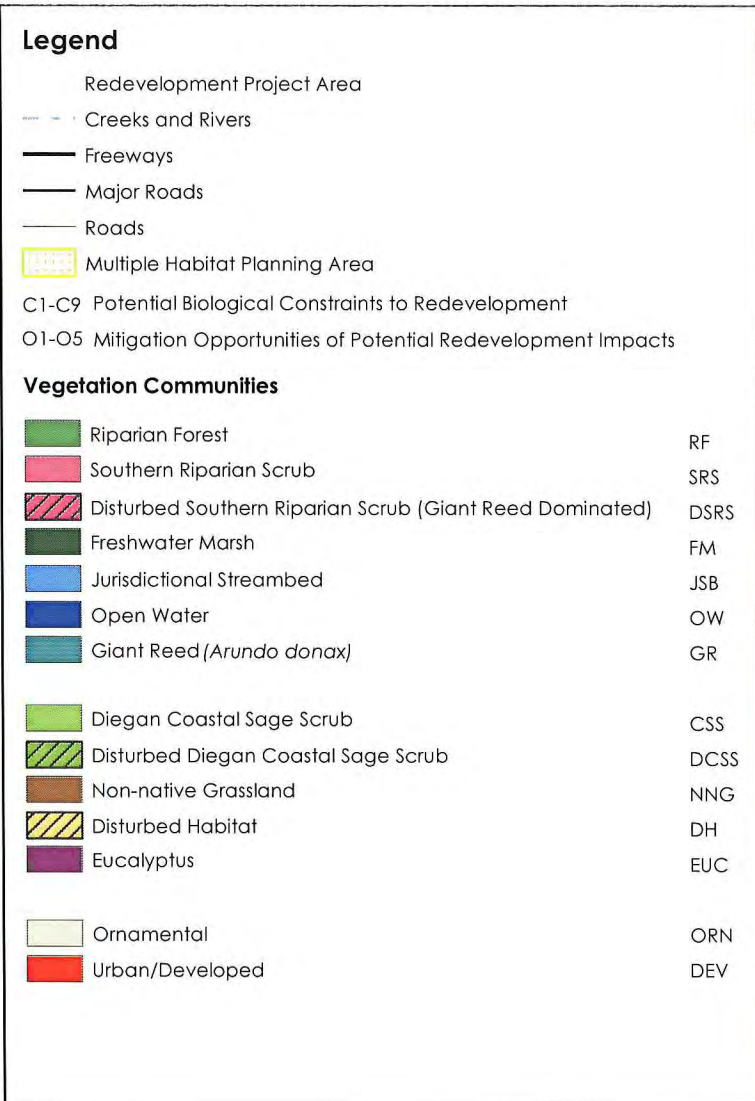 Legend
Redevelopment Project Area
Creeks and Rivers
Freeways
Major Roads
Roads
Multiple Habitat Planning Area
C1-C9 Potential Biological Constraints to Redevelopment
O1-O5 Mitigation Opportunities of Potential Redevelopment Impacts
Vegetation Communities
Riparian Forest RF
Southern Riparian Scrub SRS
Disturbed Southern Riparian Scrub (Giant Reed Dominated) DSRS
Freshwater Marsh FM
Jurisdictional Streambed JSB
Open Water OW
Giant Reed (Arundo donax) GR
Diegan Coastal Sage Scrub CSS
Disturbed Diegan Coastal Sage Scrub DCSS
Non-native Grassland NNG
Disturbed Habitat DH
Eucalyptus EUC
Ornamental ORN
Urban/Developed DEV